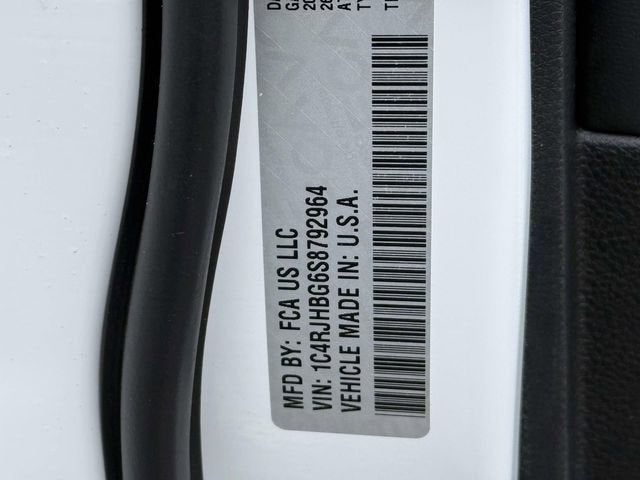 MFD BY: FCA US LLC
VIN: 1C4RJHBG6S8792964
VEHICLE MADE IN: U.S.A.